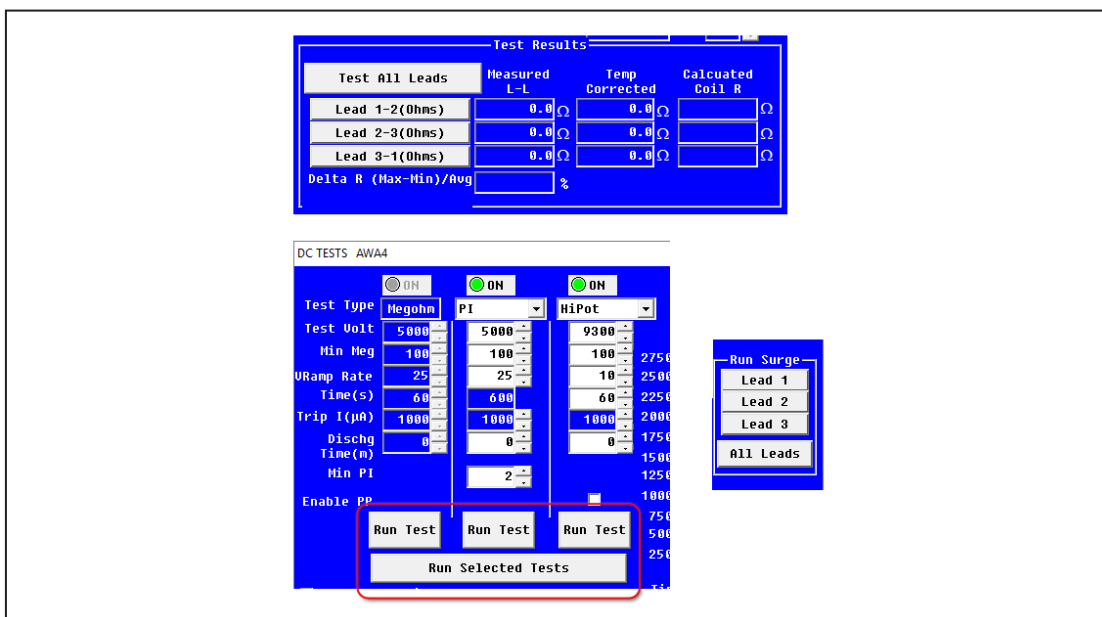 Test Results
Test All Leads Measured L-L Temp Corrected Calcuated Coil R
Lead 1-2(Ohms) 0.0 Ω 0.0 Ω Ω
Lead 2-3(Ohms) 0.0 Ω 0.0 Ω Ω
Lead 3-1(Ohms) 0.0 Ω 0.0 Ω Ω
Delta R (Max-Min)/Avg %
DC TESTS AWA4
ON ON ON
Test Type Megohm PI HiPot
Test Volt 5000 5000 9300
Min Meg 100 100 100
VRamp Rate 25 25 10
Time(s) 60 600 60
Trip I(µA) 1000 1000 1000
Dischg Time(m) 0 0 0
Min PI 2
Enable PP
Run Test Run Test Run Test
Run Selected Tests
2750
2500
2250
2000
1750
1500
1250
1000
750
500
250
Run Surge
Lead 1
Lead 2
Lead 3
All Leads